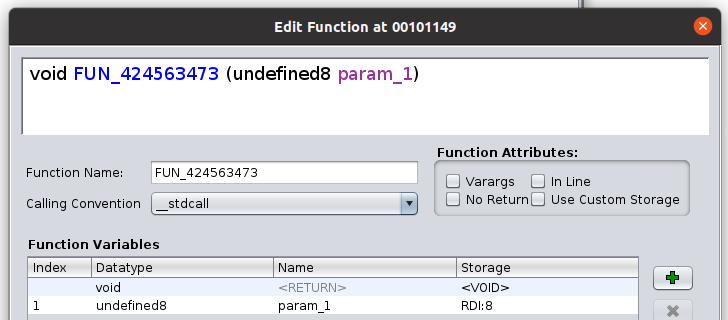 Edit Function at 00101149
void FUN_424563473 (undefined8 param_1)
Function Attributes:
Function Name: FUN_424563473
Varargs In Line
Calling Convention __stdcall
No Return Use Custom Storage
Function Variables
Index Datatype Name Storage
void <RETURN> <VOID>
1 undefined8 param_1 RDI:8